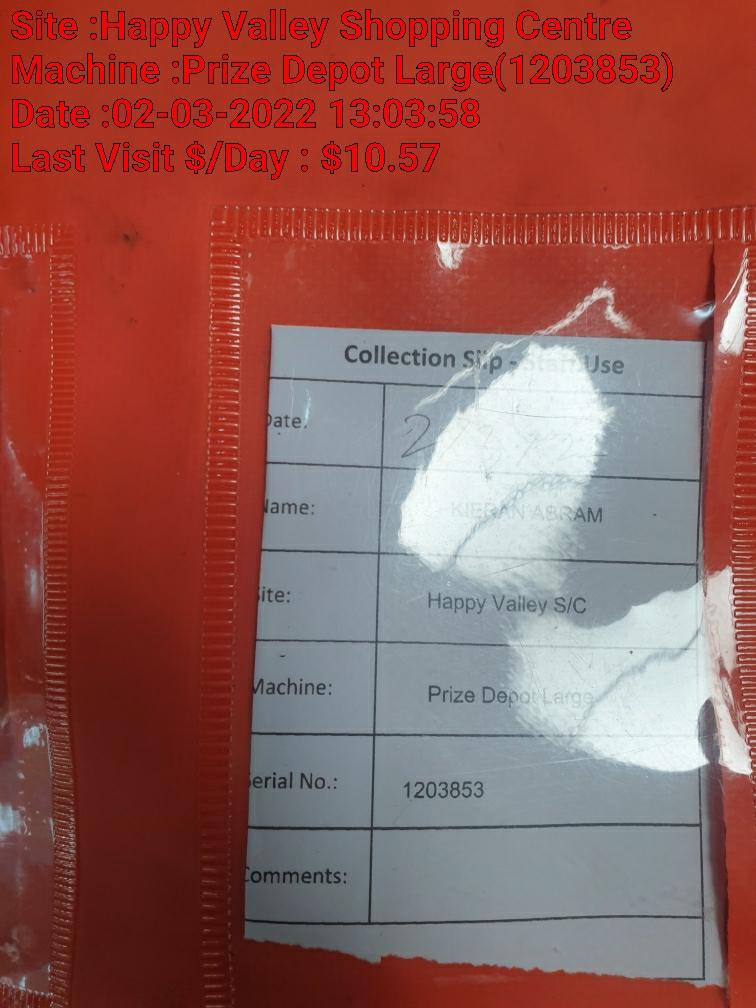 Site :Happy Valley Shopping Centre
Machine :Prize Depot Large(1203853)
Date :02-03-2022 13:03:58
Last Visit $/Day : $10.57
Collection Slip - Start Use
Date:
Name: KIERAN ABRAM
Site: Happy Valley S/C
Machine: Prize Depot Large
Serial No.: 1203853
Comments: